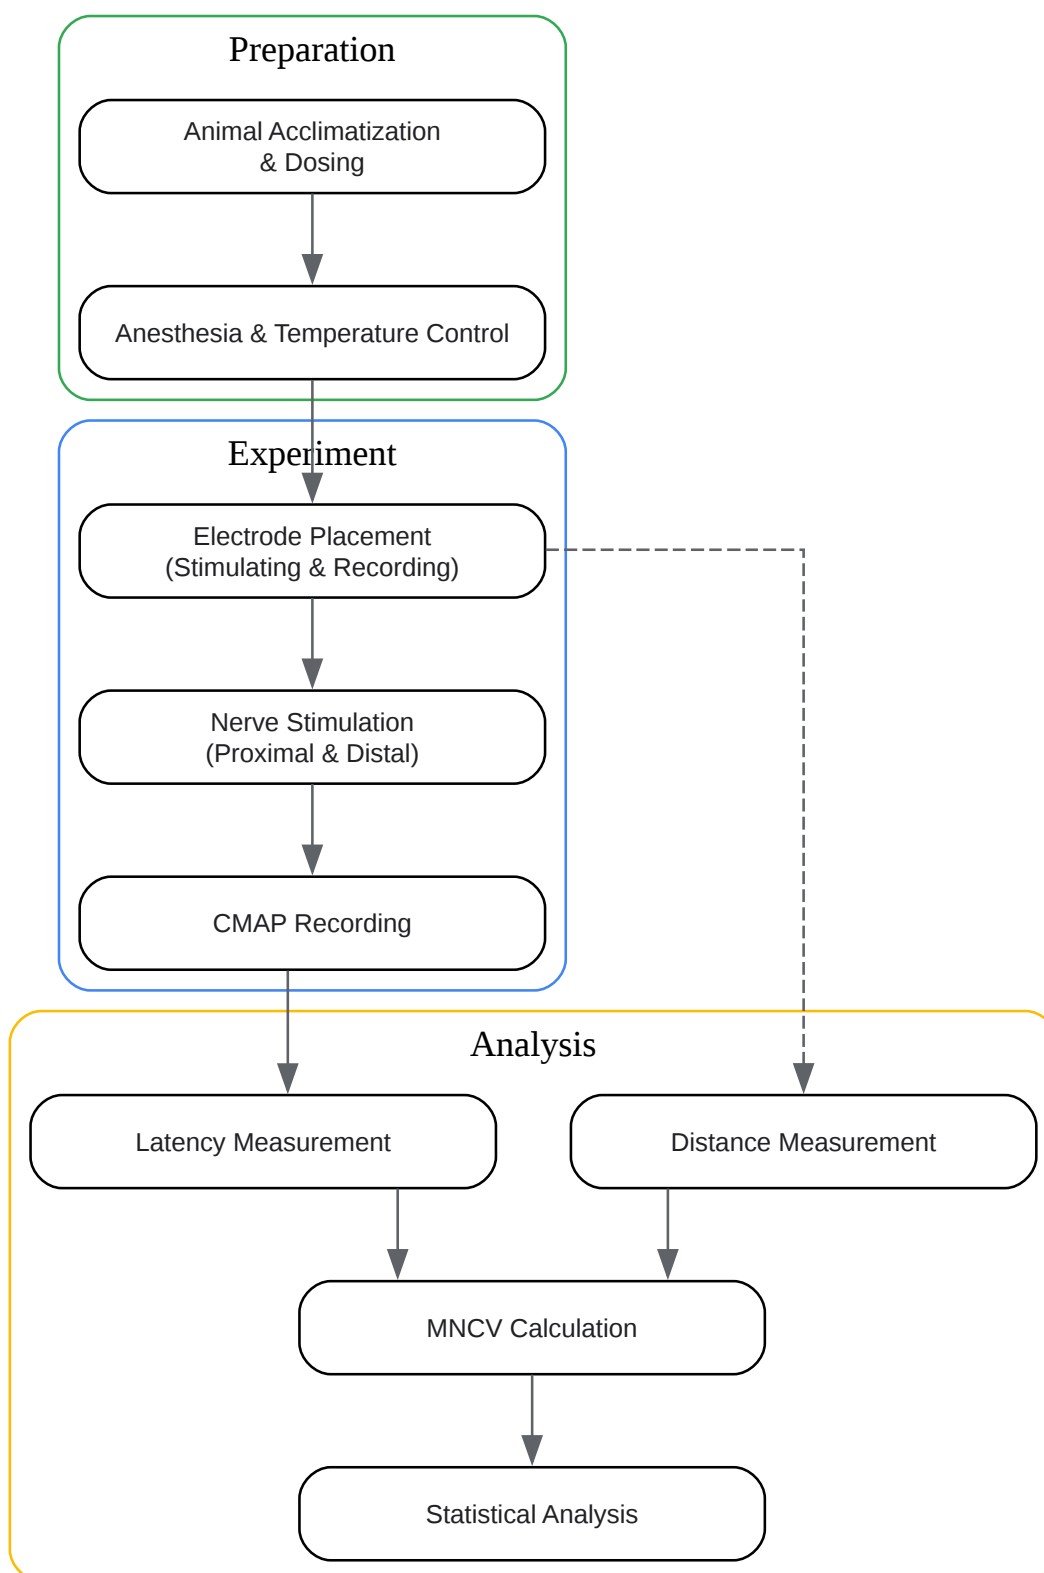 Preparation
Animal Acclimatization
& Dosing
Anesthesia & Temperature Control
Experiment
Electrode Placement
(Stimulating & Recording)
Nerve Stimulation
(Proximal & Distal)
CMAP Recording
Analysis
Latency Measurement
Distance Measurement
MNCV Calculation
Statistical Analysis